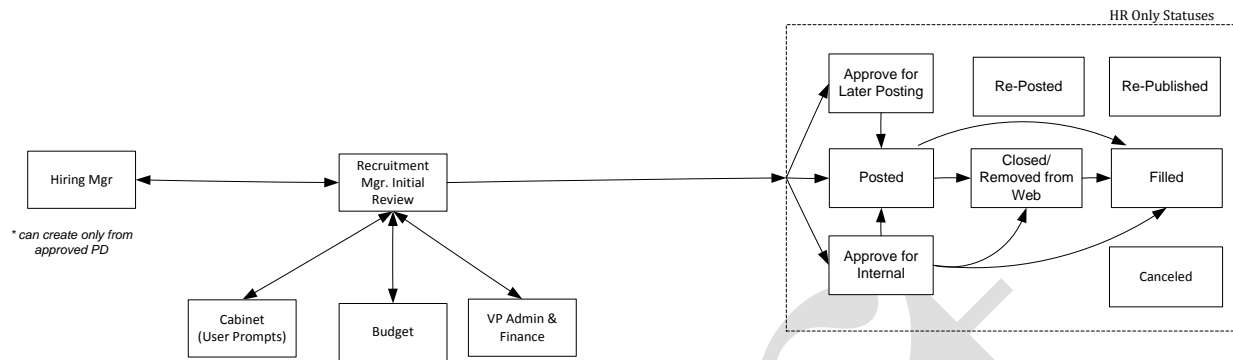 HR Only Statuses
Approve for
Later Posting
Re-Posted
Re-Published
Hiring Mgr
Recruitment
Mgr. Initial
Review
Posted
Closed/
Removed from
Web
Filled
* can create only from
approved PD
Approve for
Internal
Canceled
Cabinet
(User Prompts)
Budget
VP Admin &
Finance